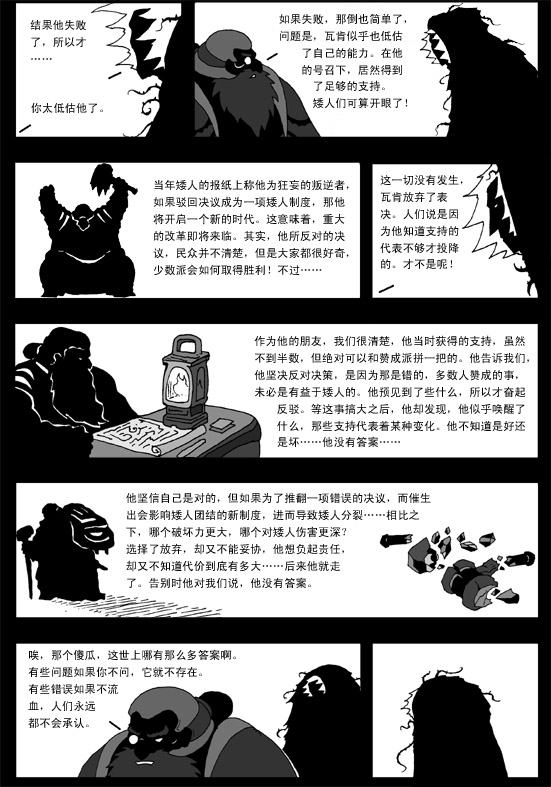 结果他失败
了，所以才
……
你太低估他了。
如果失败，那倒也简单了，
问题是，瓦肯似乎也低估
了自己的能力。在他
的号召下，居然得到
了足够的支持。
矮人们可算开眼了！
当年矮人的报纸上称他为狂妄的叛逆者，
如果驳回决议成为一项矮人制度，那他
将开启一个新的时代。这意味着，重大
的改革即将来临。其实，他所反对的决
议，民众并不清楚，但是大家都很好奇，
少数派会如何取得胜利！不过……
这一切没有发生，
瓦肯放弃了表
决。人们说是因
为他知道支持的
代表不够才投降
的。才不是呢！
作为他的朋友，我们很清楚，他当时获得的支持，虽然
不到半数，但绝对可以和赞成派拼一把的。他告诉我们，
他坚决反对决策，是因为那是错的，多数人赞成的事，
未必是有益于矮人的。他预见到了些什么，所以才奋起
反驳。等这事搞大之后，他却发现，他似乎唤醒了
什么，那些支持代表着某种变化。他不知道是好还
是坏……他没有答案……
他坚信自己是对的，但如果为了推翻一项错误的决议，而催生
出会影响矮人团结的新制度，进而导致矮人分裂……相比之
下，哪个破坏力更大，哪个对矮人伤害更深？
选择了放弃，却又不能妥协，他想负起责任，
却又不知道代价到底有多大……后来他就走
了。告别时他对我们说，他没有答案。
唉，那个傻瓜，这世上哪有那么多答案啊。
有些问题如果你不问，它就不存在。
有些错误如果不流
血，人们永远
都不会承认。